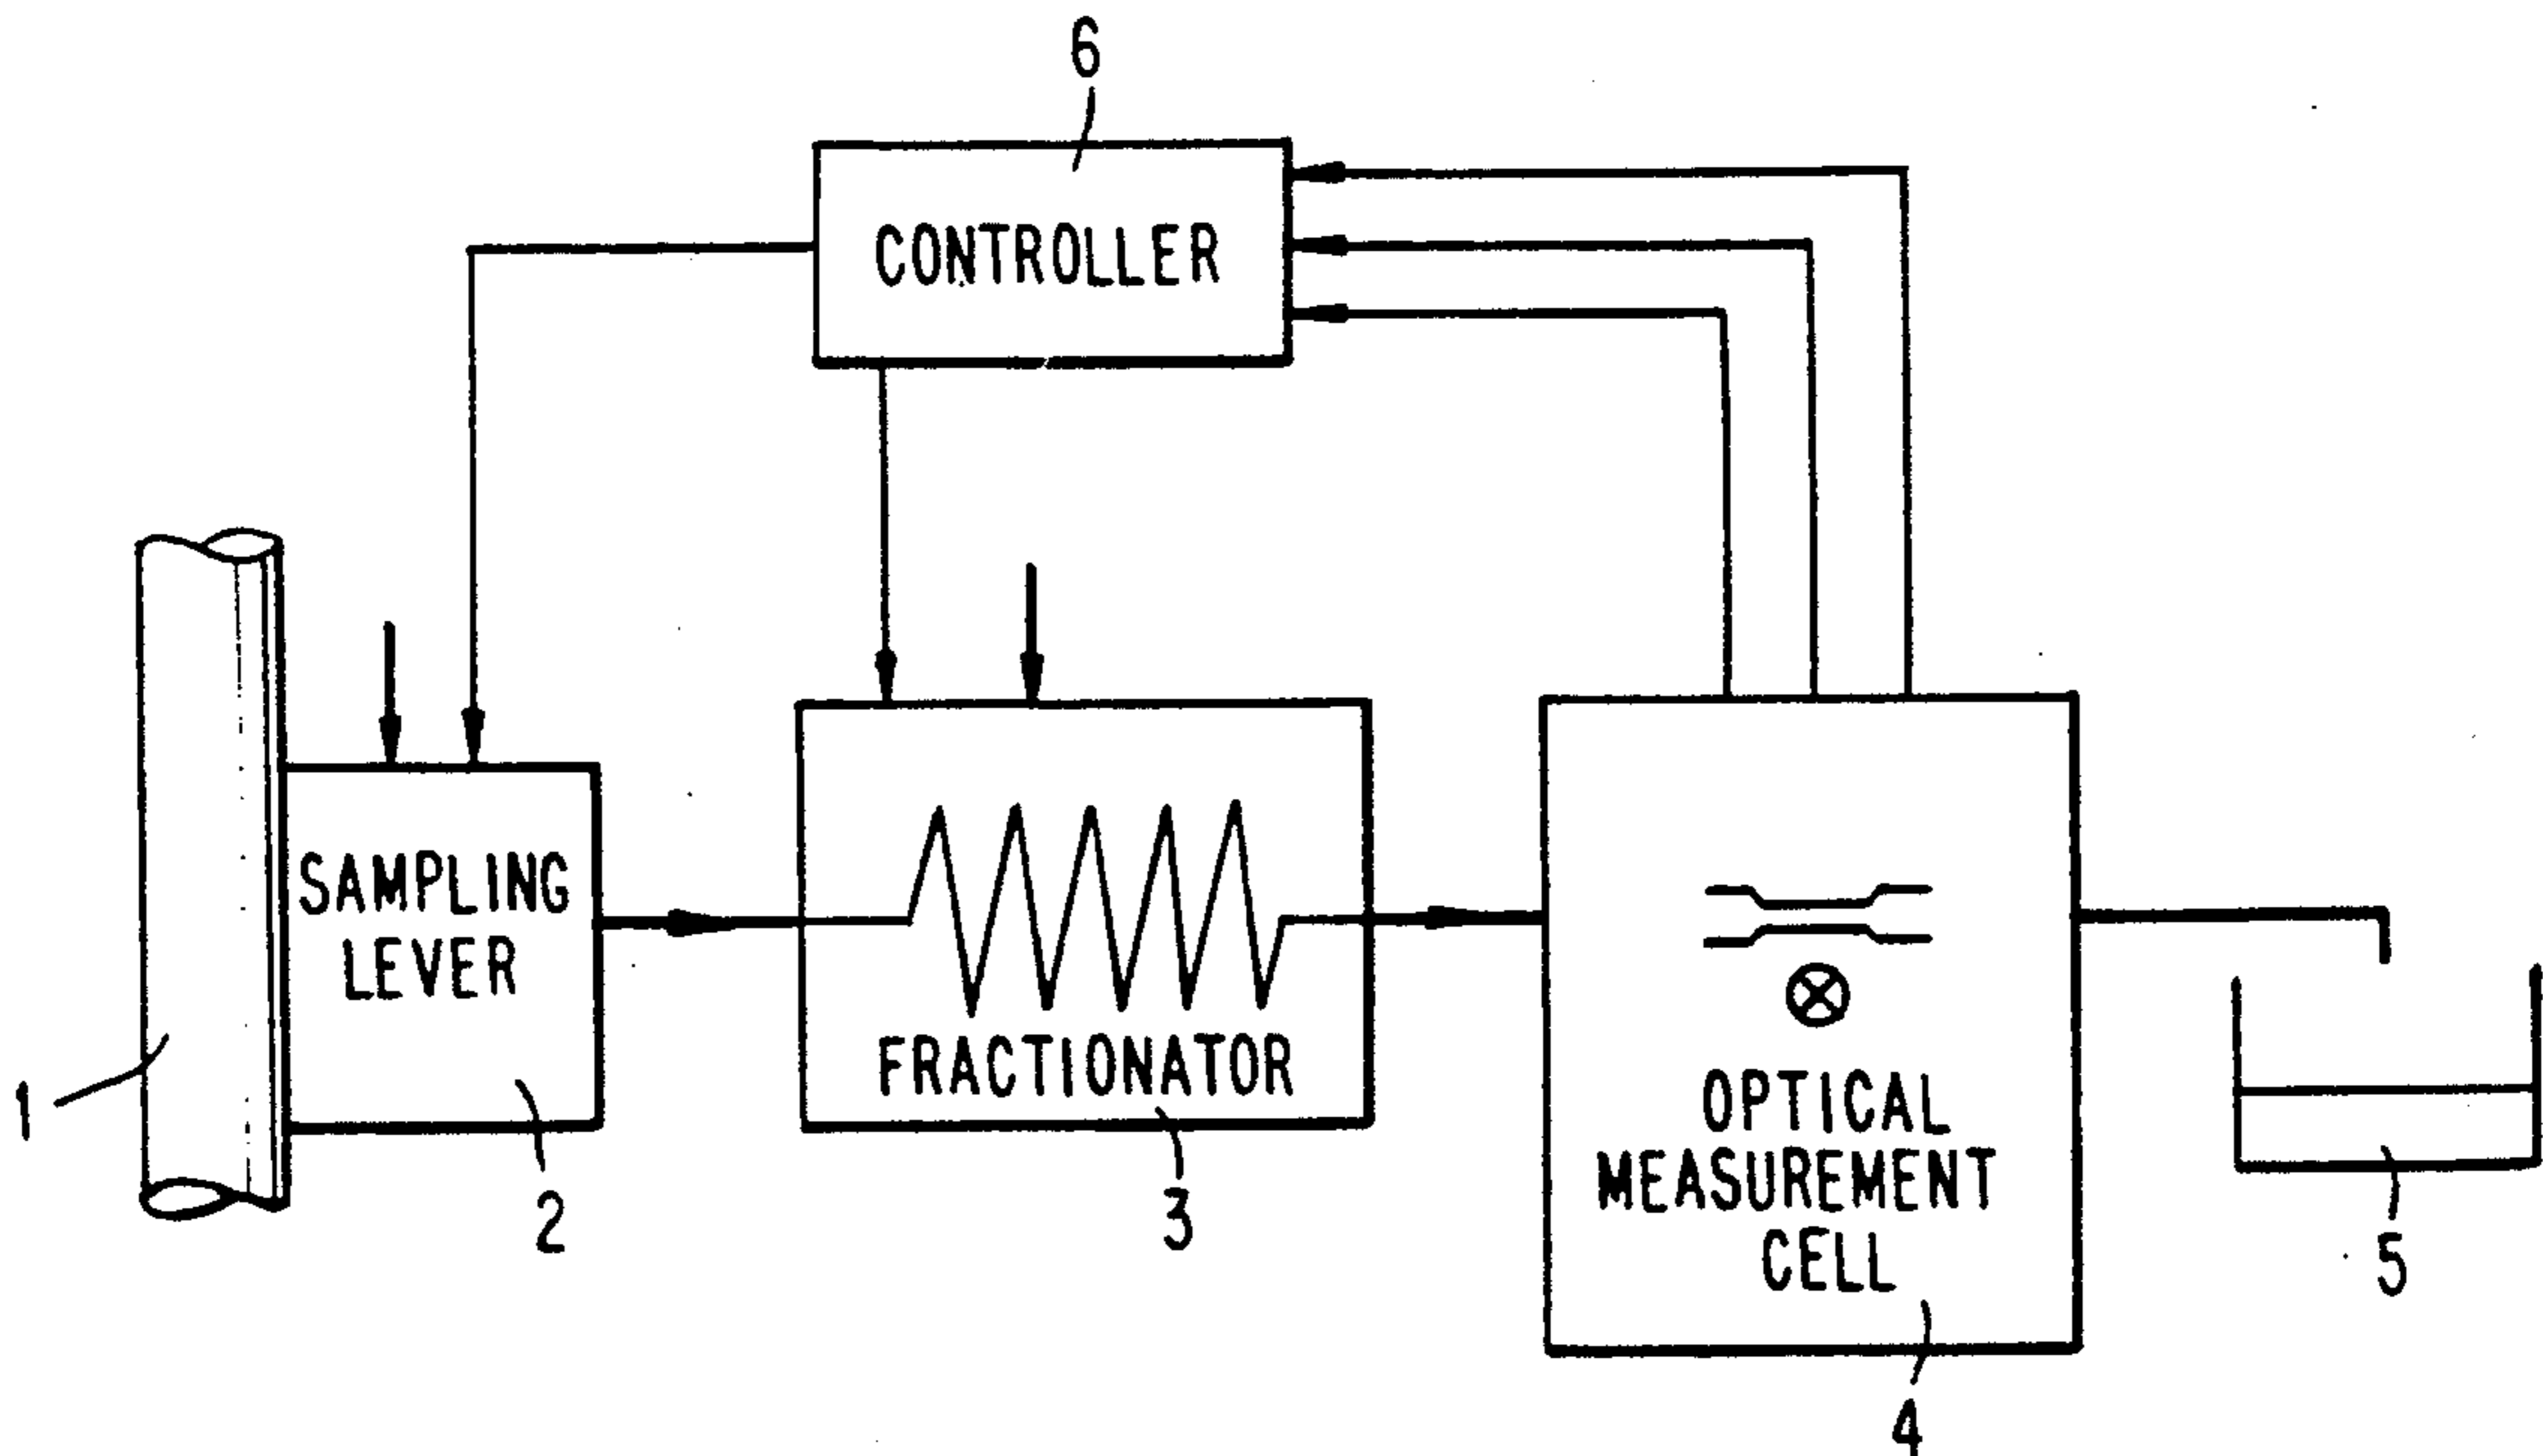 6
CONTROLLER
SAMPLING
LEVER
FRACTIONATOR
OPTICAL
MEASUREMENT
CELL
1
2
3
4
5